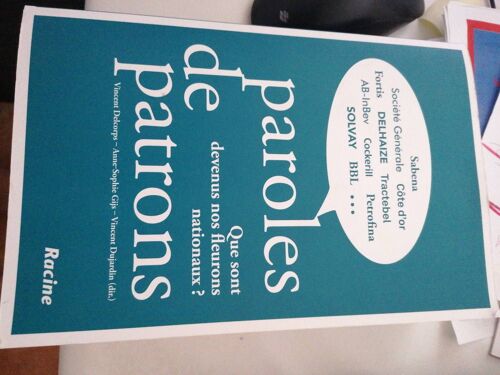 Sabena
Société Générale Côte d'or
Fortis DELHAIZE Tractebel
AB-InBev Cockerill Petrofina
SOLVAY BBL ...
paroles
de
patrons
Que sont
devenus nos fleurons
nationaux ?
Vincent Delcorps – Anne-Sophie Gijs – Vincent Dujardin (dir.)
Racine